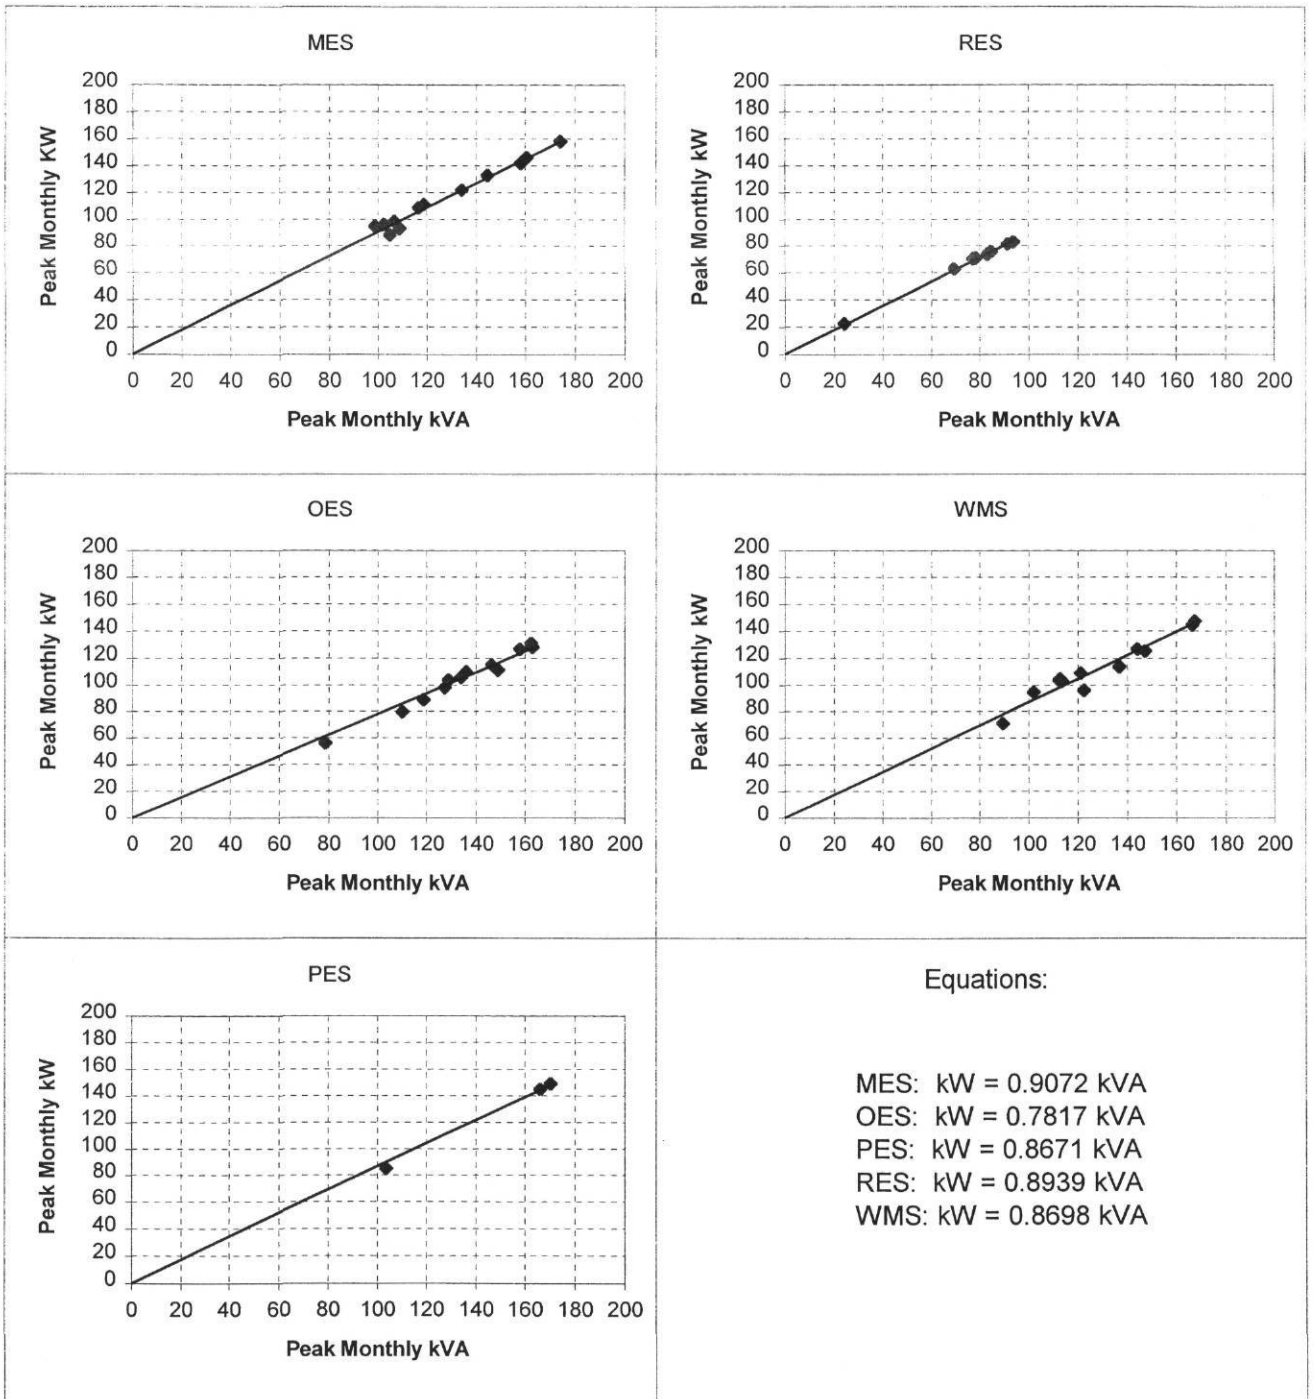 MES
Peak Monthly KW
200
180
160
140
120
100
80
60
40
20
0
0 20 40 60 80 100 120 140 160 180 200
Peak Monthly kVA
RES
Peak Monthly kW
200
180
160
140
120
100
80
60
40
20
0
0 20 40 60 80 100 120 140 160 180 200
Peak Monthly kVA
OES
Peak Monthly kW
200
180
160
140
120
100
80
60
40
20
0
0 20 40 60 80 100 120 140 160 180 200
Peak Monthly kVA
WMS
Peak Monthly kW
200
180
160
140
120
100
80
60
40
20
0
0 20 40 60 80 100 120 140 160 180 200
Peak Monthly kVA
PES
Peak Monthly kW
200
180
160
140
120
100
80
60
40
20
0
0 20 40 60 80 100 120 140 160 180 200
Peak Monthly kVA
Equations:
MES: kW = 0.9072 kVA
OES: kW = 0.7817 kVA
PES: kW = 0.8671 kVA
RES: kW = 0.8939 kVA
WMS: kW = 0.8698 kVA